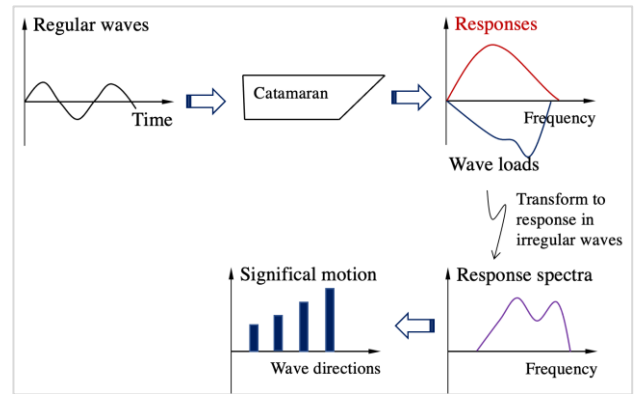 Regular waves
Time
Catamaran
Responses
Frequency
Wave loads
Transform to
response in
irregular waves
Significal motion
Wave directions
Response spectra
Frequency